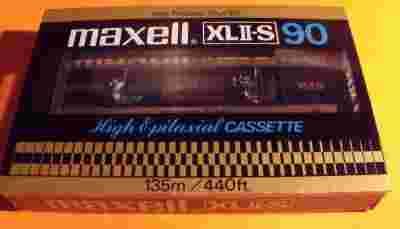 maxell. XLII-S 90
High Epitaxial CASSETTE
135m/440ft.
maxell XLII-S